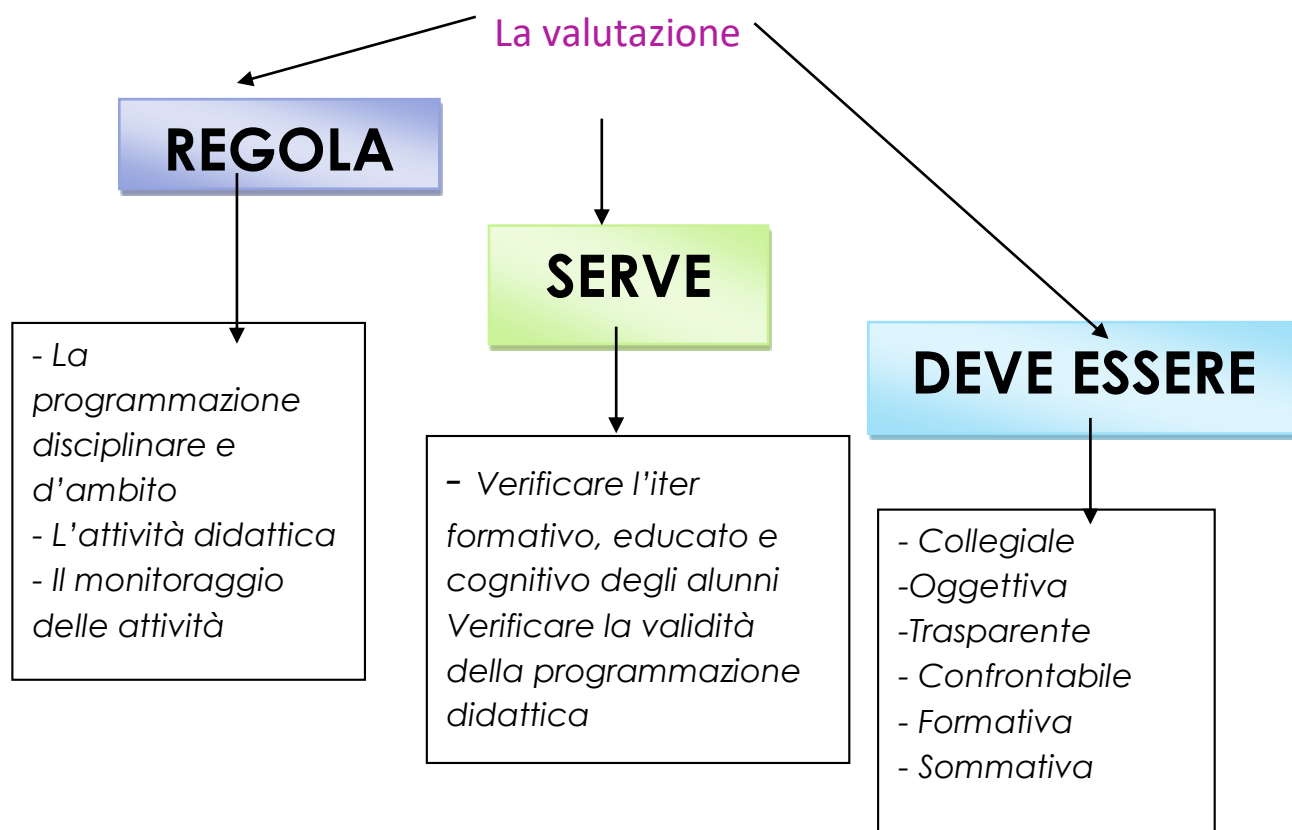 La valutazione
REGOLA
- La
programmazione
disciplinare e
d'ambito
- L'attività didattica
- Il monitoraggio
delle attività
SERVE
- Verificare l'iter
formativo, educato e
cognitivo degli alunni
Verificare la validità
della programmazione
didattica
DEVE ESSERE
- Collegiale
-Oggettiva
-Trasparente
- Confrontabile
- Formativa
- Sommativa